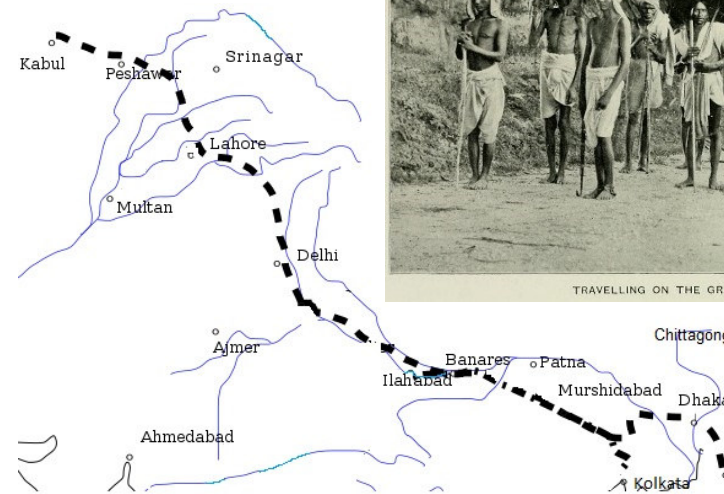 Kabul
Peshawar
Srinagar
Lahore
Multan
Delhi
TRAVELLING ON THE GR
Ajmer
Chittagong
Banares
Patna
Ilahabad
Murshidabad
Dhaka
Ahmedabad
Kolkata